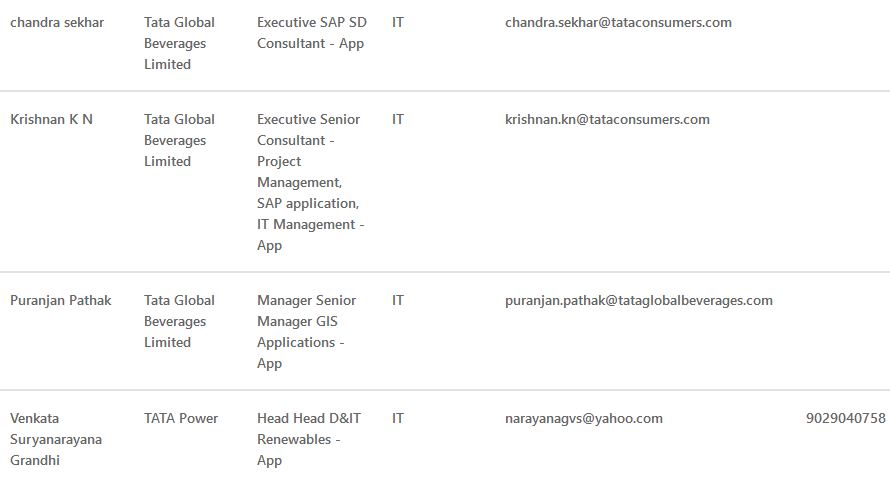 chandra sekhar
Tata Global
Beverages
Limited
Executive SAP SD
Consultant - App
IT
chandra.sekhar@tataconsumers.com
Krishnan K N
Tata Global
Beverages
Limited
Executive Senior
Consultant -
Project
Management,
SAP application,
IT Management -
App
IT
krishnan.kn@tataconsumers.com
Puranjan Pathak
Tata Global
Beverages
Limited
Manager Senior
Manager GIS
Applications -
App
IT
puranjan.pathak@tataglobalbeverages.com
Venkata
Suryanarayana
Grandhi
TATA Power
Head Head D&IT
Renewables -
App
IT
narayanagvs@yahoo.com
9029040758